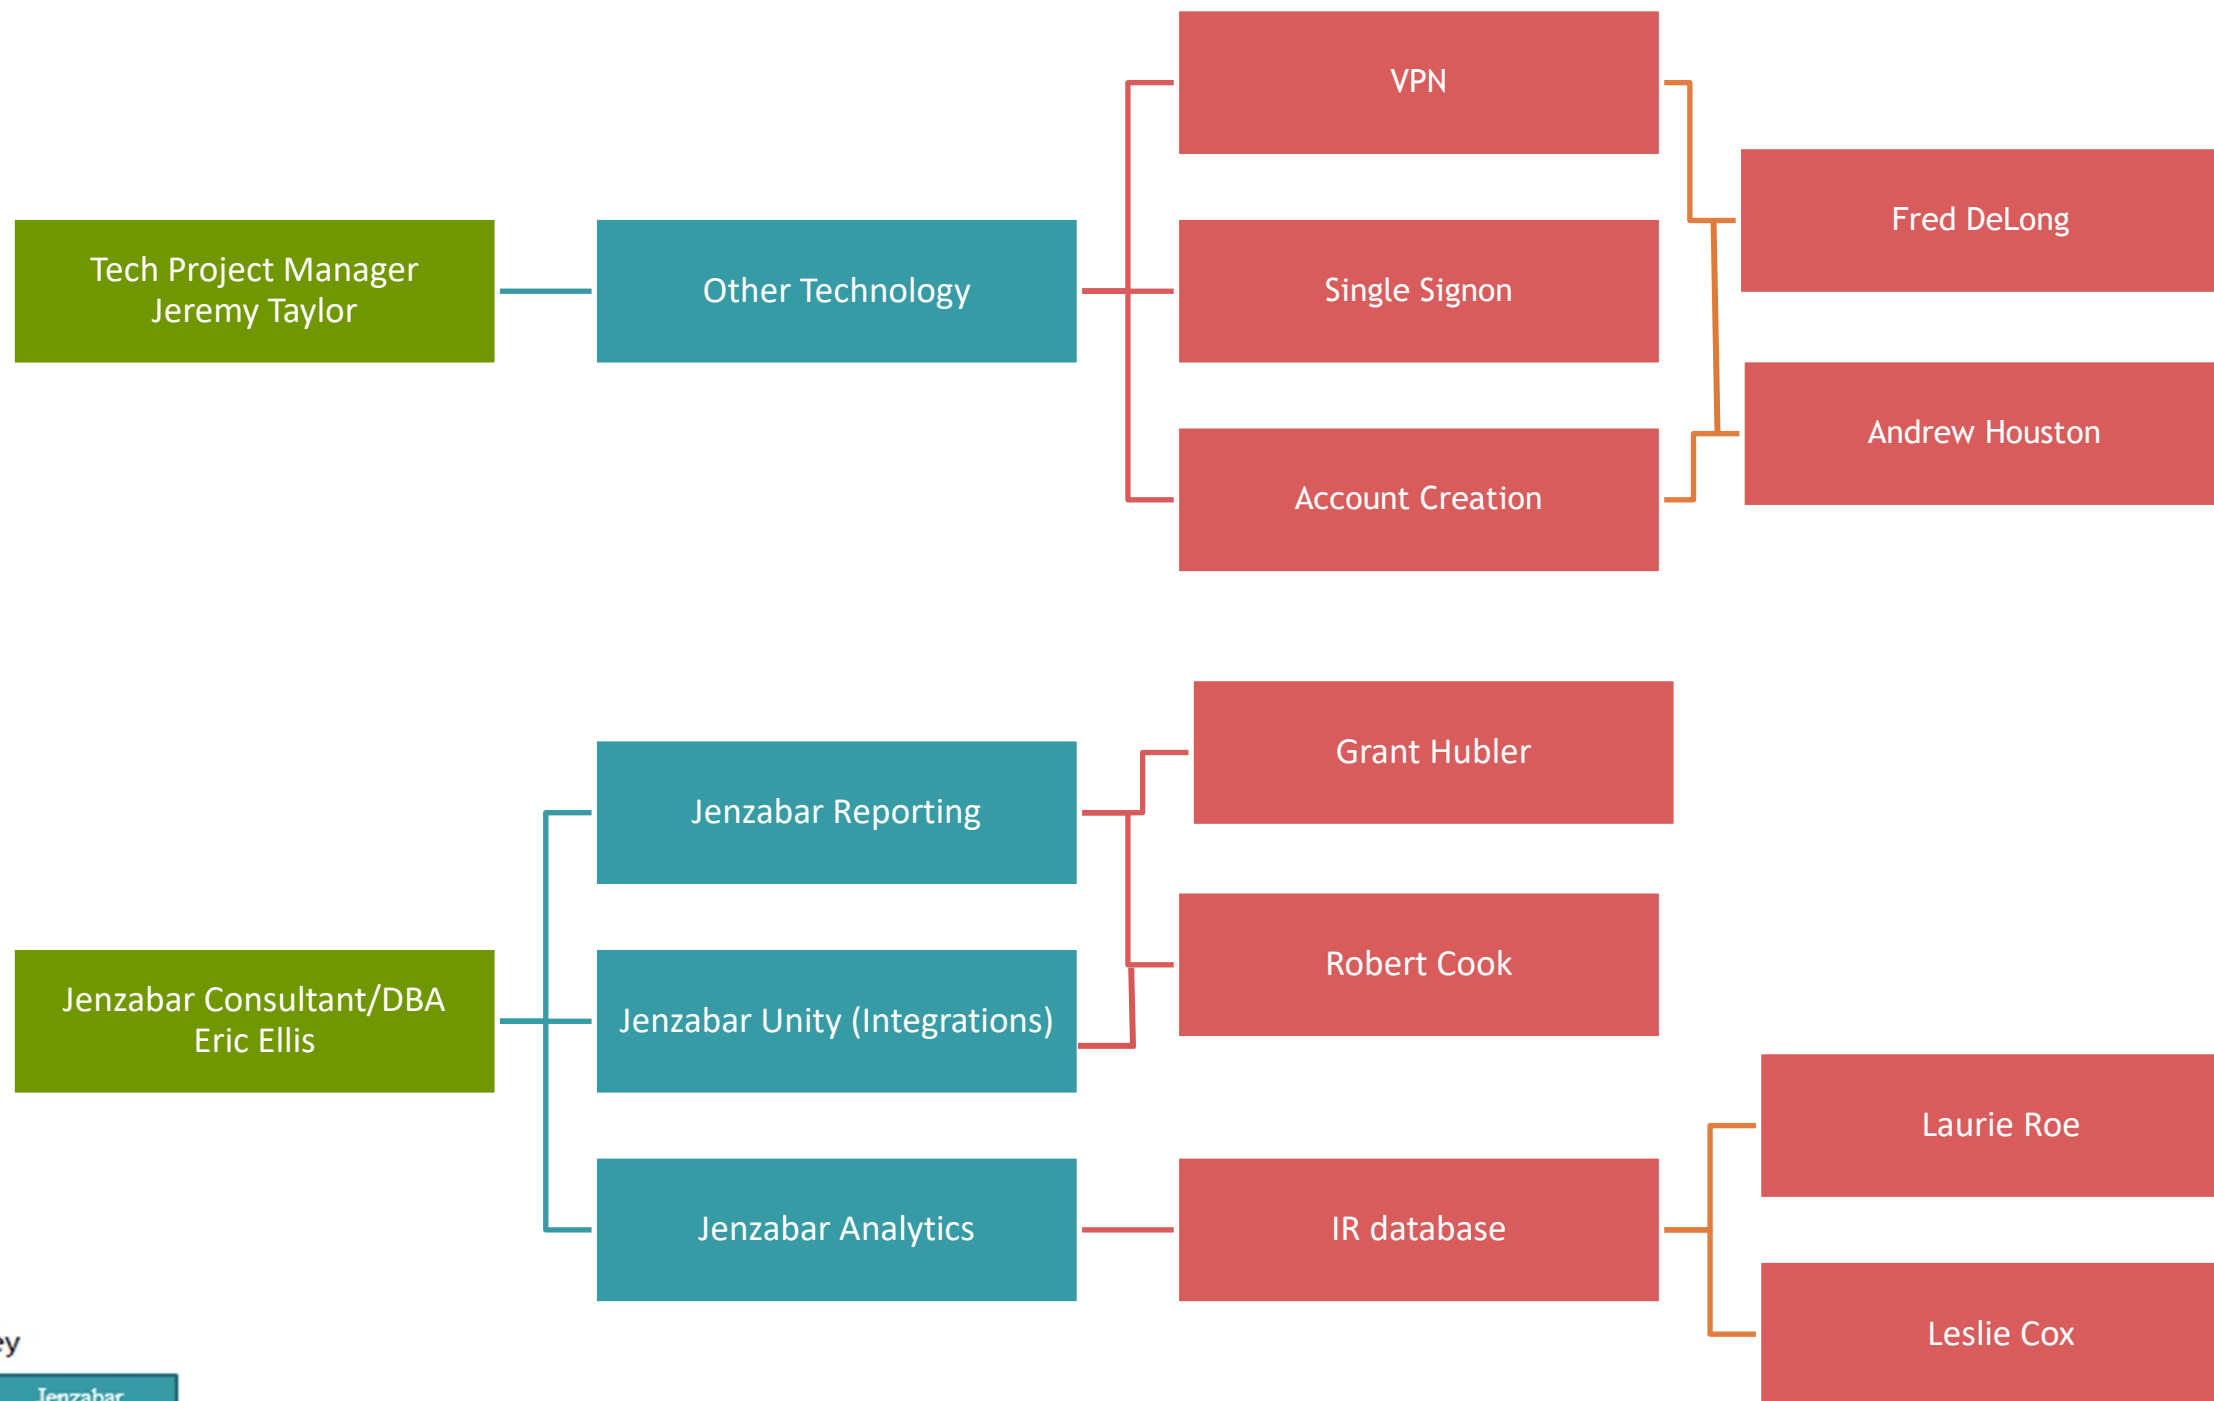 VPN
Fred DeLong
Tech Project Manager
Jeremy Taylor
Other Technology
Single Signon
Andrew Houston
Account Creation
Grant Hubler
Jenzabar Reporting
Robert Cook
Jenzabar Consultant/DBA
Eric Ellis
Jenzabar Unity (Integrations)
Laurie Roe
Jenzabar Analytics
IR database
Leslie Cox
ey
Jenzabar